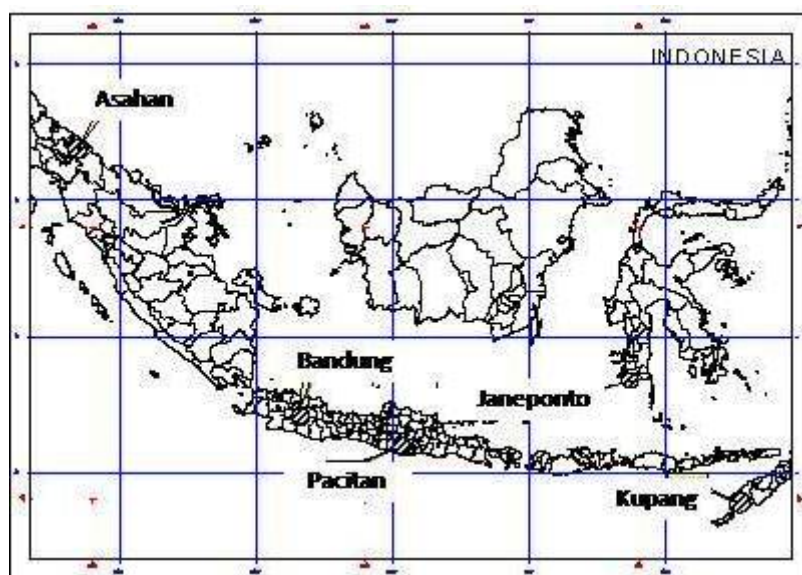 INDONESIA
Asahan
Bandung
Janeponto
Pacitan
Kupang